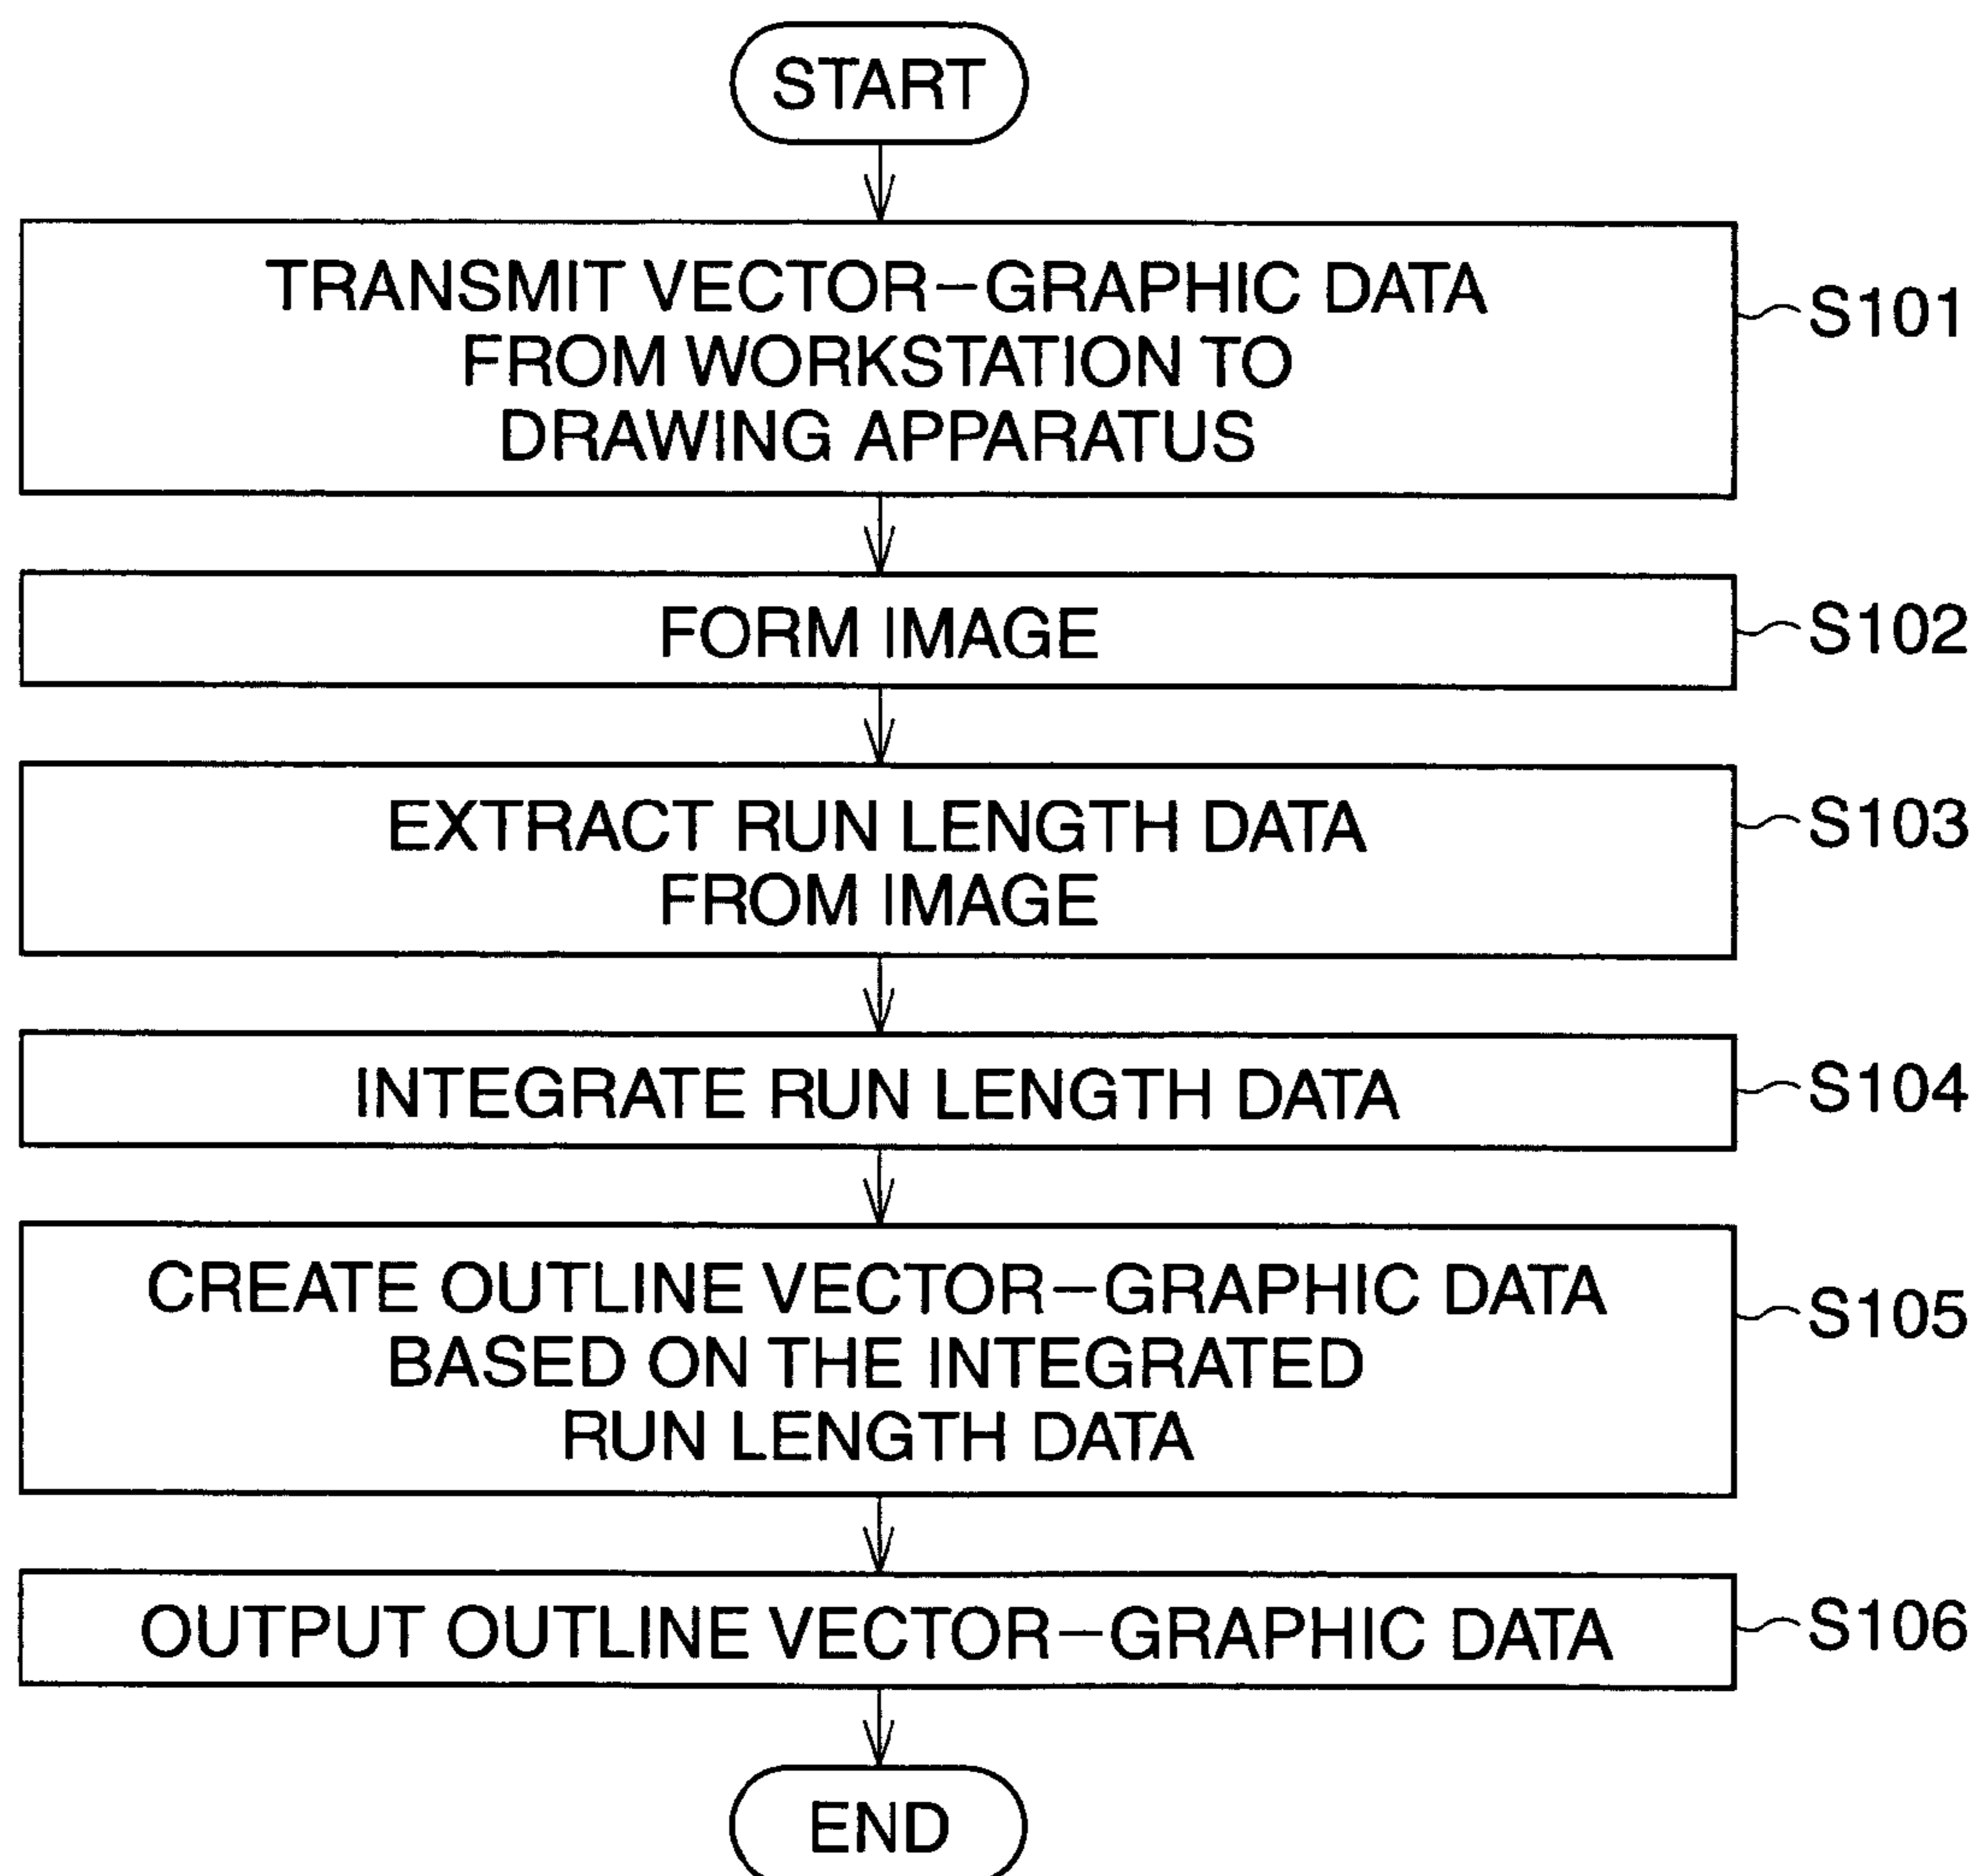 START
TRANSMIT VECTOR-GRAPHIC DATA
FROM WORKSTATION TO
DRAWING APPARATUS
S101
FORM IMAGE
S102
EXTRACT RUN LENGTH DATA
FROM IMAGE
S103
INTEGRATE RUN LENGTH DATA
S104
CREATE OUTLINE VECTOR-GRAPHIC DATA
BASED ON THE INTEGRATED
RUN LENGTH DATA
S105
OUTPUT OUTLINE VECTOR-GRAPHIC DATA
S106
END